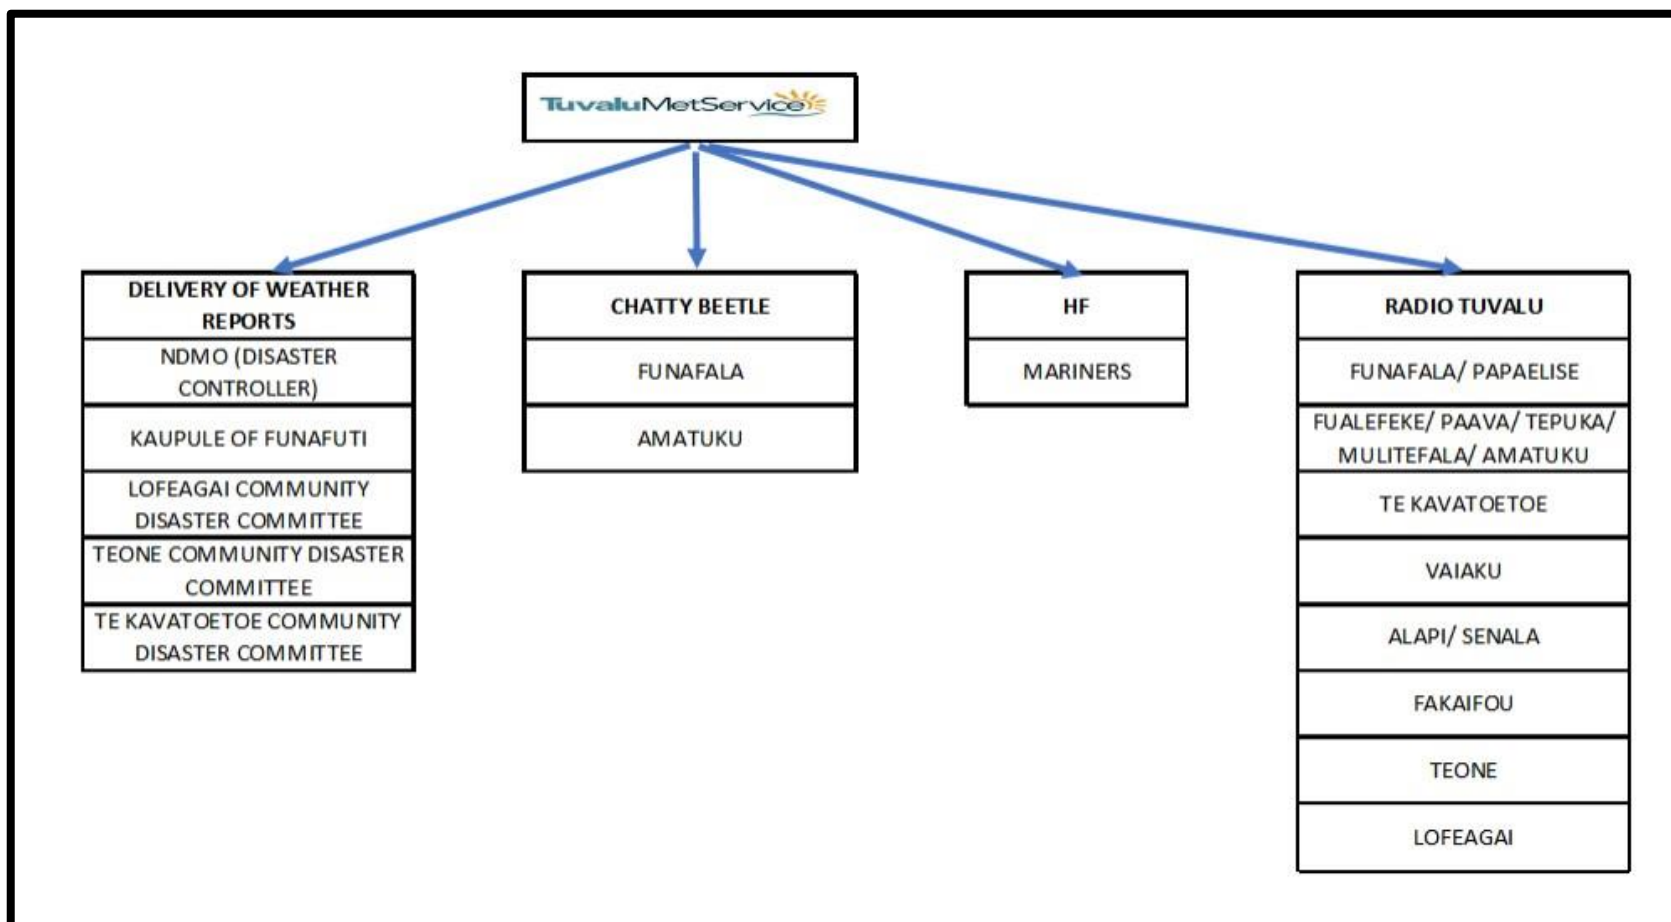 TuvaluMetService
DELIVERY OF WEATHER
REPORTS
NDMO (DISASTER
CONTROLLER)
KAUPULE OF FUNAFUTI
LOFEAGAI COMMUNITY
DISASTER COMMITTEE
TEONE COMMUNITY DISASTER
COMMITTEE
TE KAVATOETOE COMMUNITY
DISASTER COMMITTEE
CHATTY BEETLE
FUNAFALA
AMATUKU
HF
MARINERS
RADIO TUVALU
FUNAFALA/ PAPAELISE
FUALEFEKE/ PAAVA/ TEPUKA/
MULITEFALA/ AMATUKU
TE KAVATOETOE
VAIAKU
ALAPI/ SENALA
FAKAIFOU
TEONE
LOFEAGAI